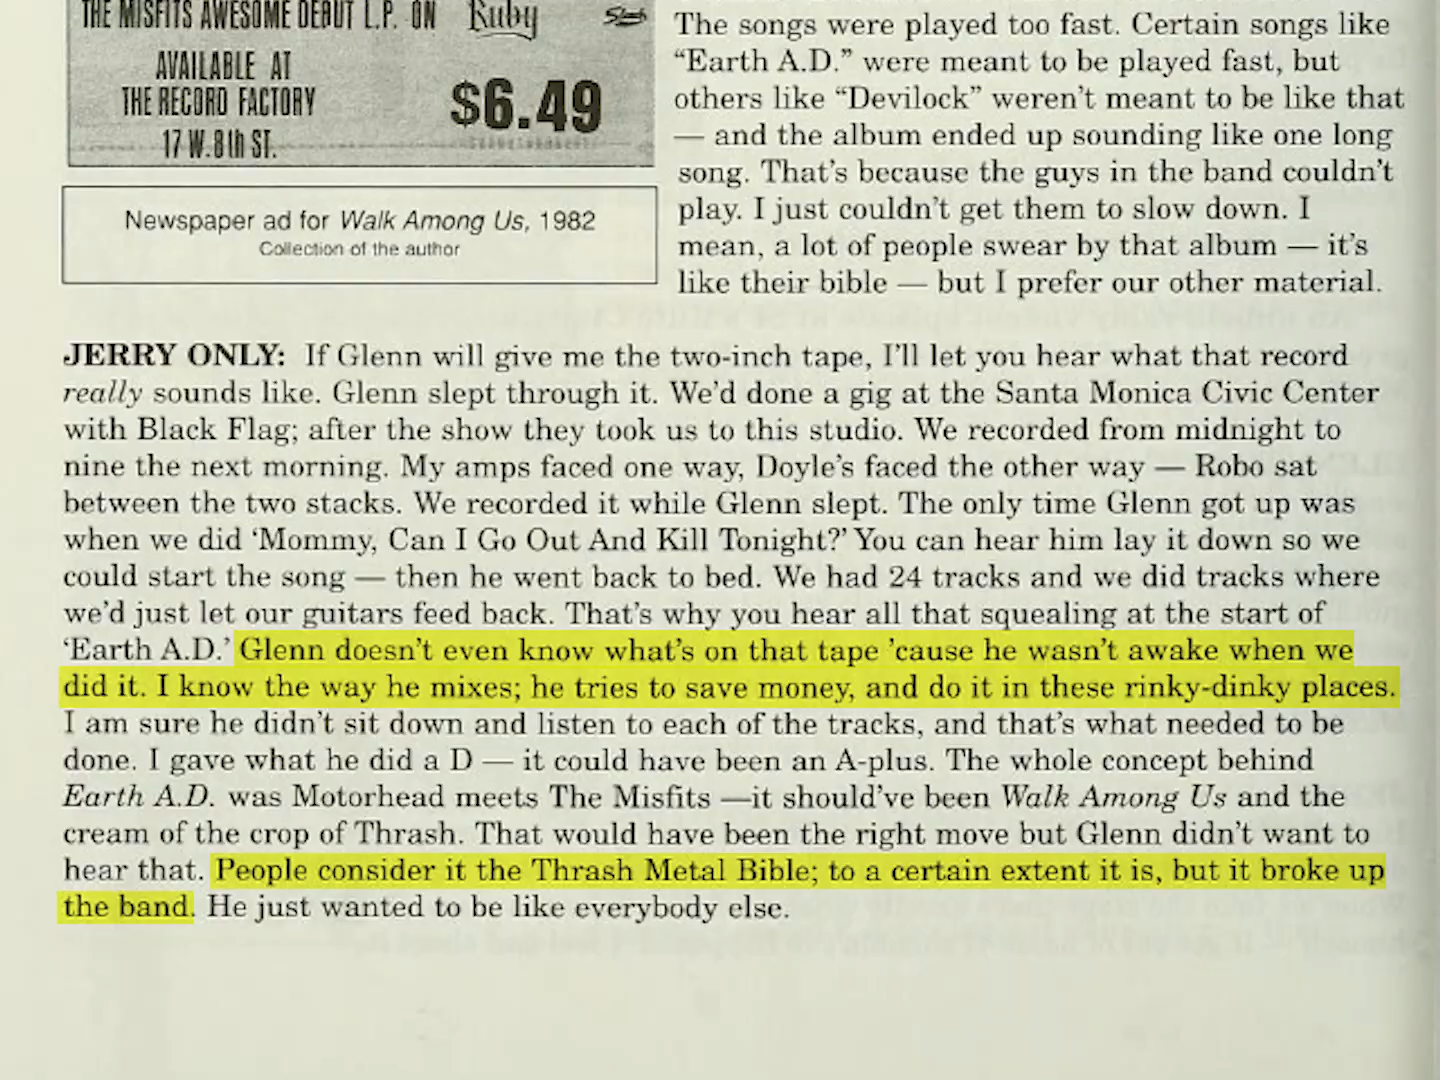 THE MISFITS AWESOME DEBUT L.P. ON Ruby Slash
AVAILABLE AT
THE RECORD FACTORY
17 W. 8th ST.
$6.49
Newspaper ad for Walk Among Us, 1982
Collection of the author
The songs were played too fast. Certain songs like
“Earth A.D.” were meant to be played fast, but
others like “Devilock” weren’t meant to be like that
— and the album ended up sounding like one long
song. That’s because the guys in the band couldn’t
play. I just couldn’t get them to slow down. I
mean, a lot of people swear by that album — it’s
like their bible — but I prefer our other material.
JERRY ONLY: If Glenn will give me the two-inch tape, I’ll let you hear what that record
really sounds like. Glenn slept through it. We’d done a gig at the Santa Monica Civic Center
with Black Flag; after the show they took us to this studio. We recorded from midnight to
nine the next morning. My amps faced one way, Doyle’s faced the other way — Robo sat
between the two stacks. We recorded it while Glenn slept. The only time Glenn got up was
when we did ‘Mommy, Can I Go Out And Kill Tonight?’ You can hear him lay it down so we
could start the song — then he went back to bed. We had 24 tracks and we did tracks where
we’d just let our guitars feed back. That’s why you hear all that squealing at the start of
‘Earth A.D.’ Glenn doesn’t even know what’s on that tape ’cause he wasn’t awake when we
did it. I know the way he mixes; he tries to save money, and do it in these rinky-dinky places.
I am sure he didn’t sit down and listen to each of the tracks, and that’s what needed to be
done. I gave what he did a D — it could have been an A-plus. The whole concept behind
Earth A.D. was Motorhead meets The Misfits —it should’ve been Walk Among Us and the
cream of the crop of Thrash. That would have been the right move but Glenn didn’t want to
hear that. People consider it the Thrash Metal Bible; to a certain extent it is, but it broke up
the band. He just wanted to be like everybody else.